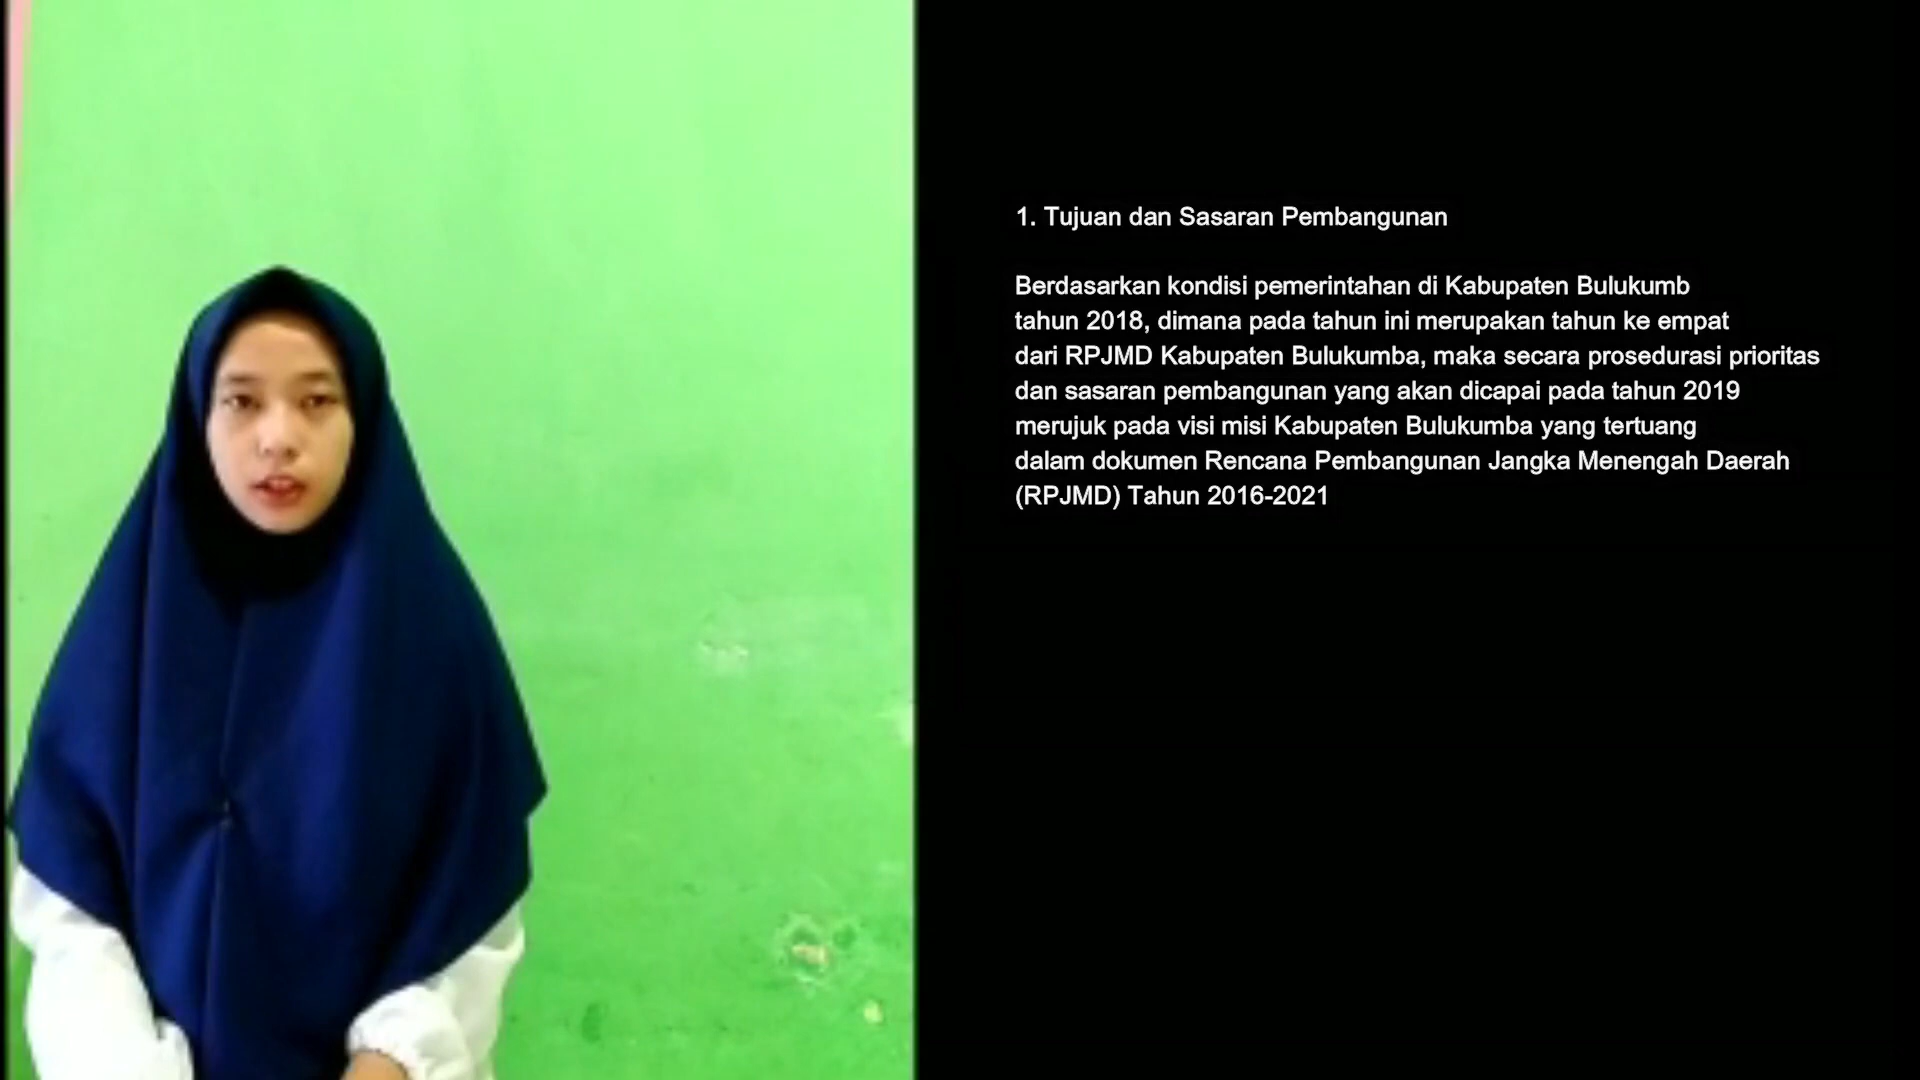 1. Tujuan dan Sasaran Pembangunan
Berdasarkan kondisi pemerintahan di Kabupaten Bulukumb
tahun 2018, dimana pada tahun ini merupakan tahun ke empat
dari RPJMD Kabupaten Bulukumba, maka secara prosedurasi prioritas
dan sasaran pembangunan yang akan dicapai pada tahun 2019
merujuk pada visi misi Kabupaten Bulukumba yang tertuang
dalam dokumen Rencana Pembangunan Jangka Menengah Daerah
(RPJMD) Tahun 2016-2021